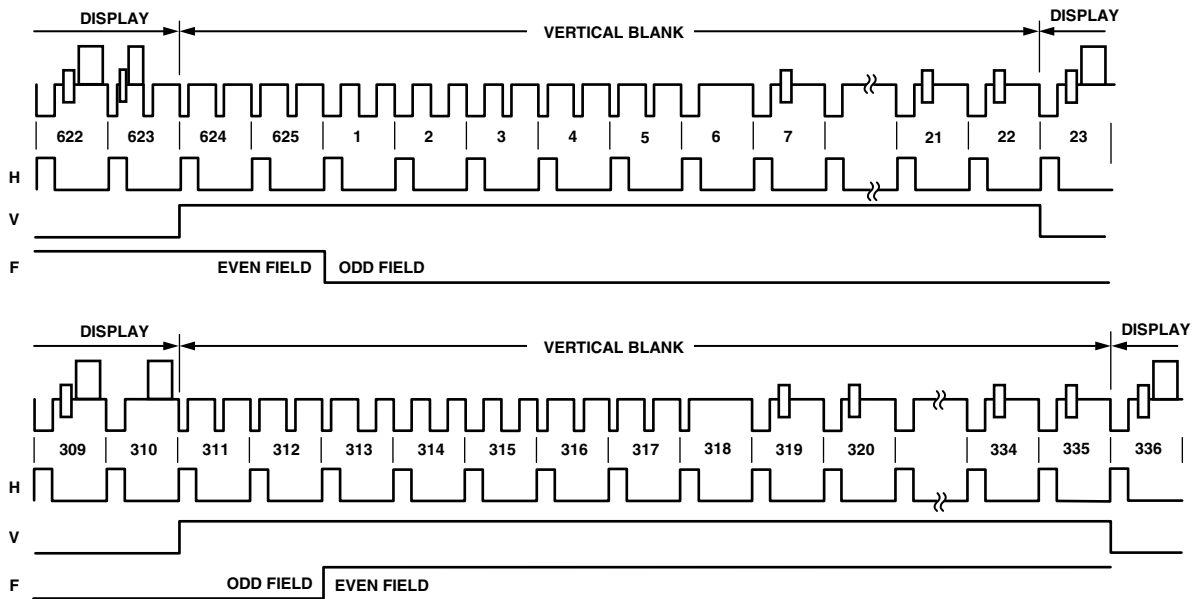 DISPLAY VERTICAL BLANK DISPLAY
622 623 624 625 1 2 3 4 5 6 7 21 22 23
H
V
F EVEN FIELD ODD FIELD
DISPLAY VERTICAL BLANK DISPLAY
309 310 311 312 313 314 315 316 317 318 319 320 334 335 336
H
V
F ODD FIELD EVEN FIELD